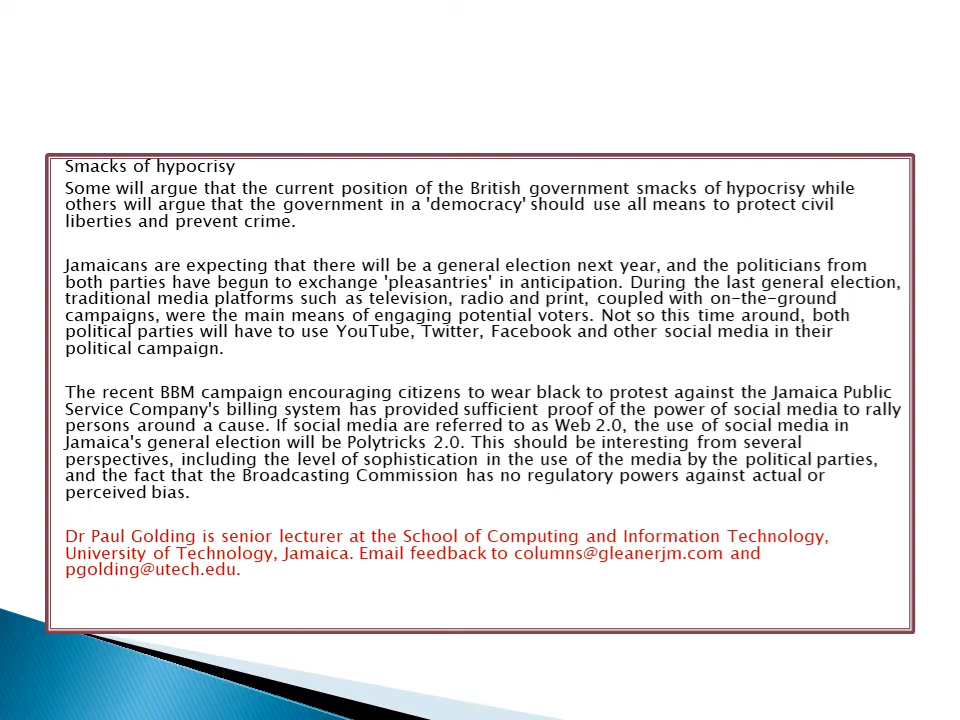 Smacks of hypocrisy
Some will argue that the current position of the British government smacks of hypocrisy while
others will argue that the government in a 'democracy' should use all means to protect civil
liberties and prevent crime.
Jamaicans are expecting that there will be a general election next year, and the politicians from
both parties have begun to exchange 'pleasantries' in anticipation. During the last general election,
traditional media platforms such as television, radio and print, coupled with on-the-ground
campaigns, were the main means of engaging potential voters. Not so this time around, both
political parties will have to use YouTube, Twitter, Facebook and other social media in their
political campaign.
The recent BBM campaign encouraging citizens to wear black to protest against the Jamaica Public
Service Company's billing system has provided sufficient proof of the power of social media to rally
persons around a cause. If social media are referred to as Web 2.0, the use of social media in
Jamaica's general election will be Polytricks 2.0. This should be interesting from several
perspectives, including the level of sophistication in the use of the media by the political parties,
and the fact that the Broadcasting Commission has no regulatory powers against actual or
perceived bias.
Dr Paul Golding is senior lecturer at the School of Computing and Information Technology,
University of Technology, Jamaica. Email feedback to columns@gleanerjm.com and
pgolding@utech.edu.